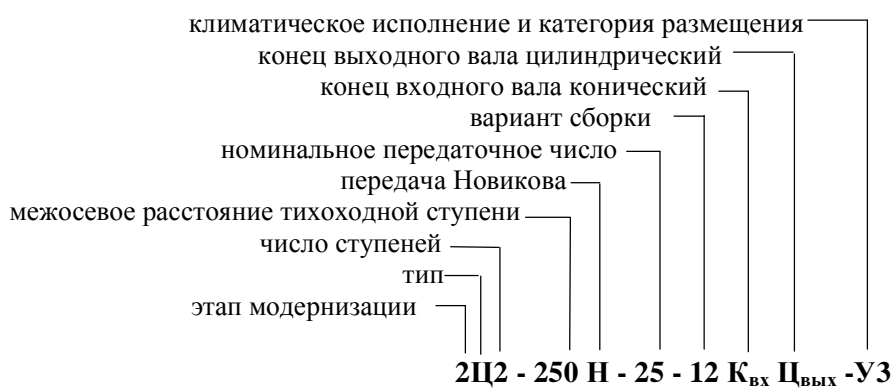 климатическое исполнение и категория размещения
конец выходного вала цилиндрический
конец входного вала конический
вариант сборки
номинальное передаточное число
передача Новикова
межосевое расстояние тихоходной ступени
число ступеней
тип
этап модернизации
2Ц2 - 250 Н - 25 - 12 Kвх Цвых -У3